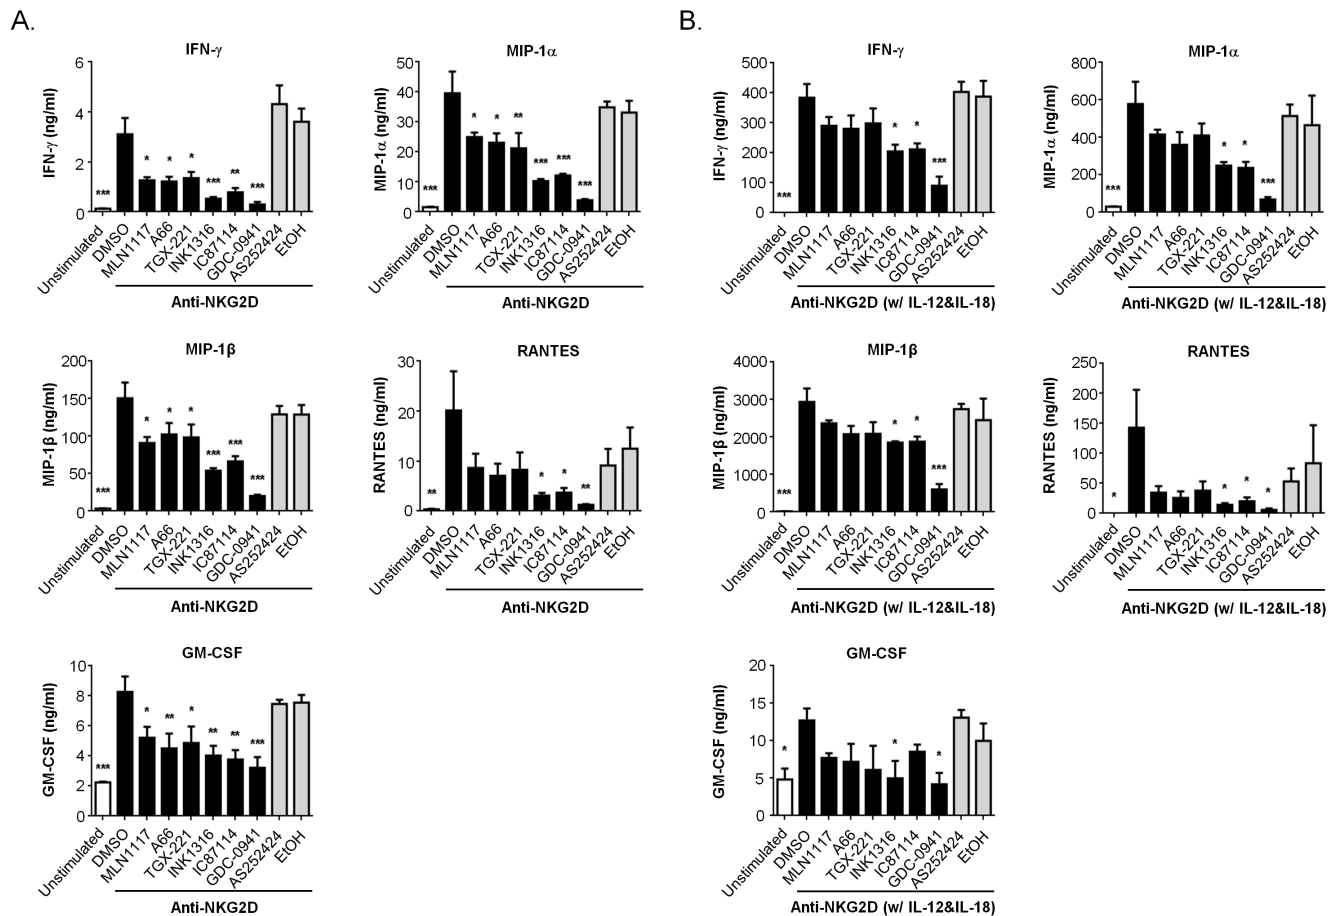 A.
B.
IFN-γ
IFN-γ (ng/ml)
6
4
2
0
***
*
*
*
***
**
***
Unstimulated
DMSO
MLN1117
A66
TGX-221
INK1316
IC87114
GDC-0941
AS252424
EtOH
Anti-NKG2D
MIP-1α
MIP-1α (ng/ml)
50
40
30
20
10
0
***
*
*
**
***
***
***
Unstimulated
DMSO
MLN1117
A66
TGX-221
INK1316
IC87114
GDC-0941
AS252424
EtOH
Anti-NKG2D
IFN-γ
IFN-γ (ng/ml)
500
400
300
200
100
0
***
*
*
***
Unstimulated
DMSO
MLN1117
A66
TGX-221
INK1316
IC87114
GDC-0941
AS252424
EtOH
Anti-NKG2D (w/ IL-12&IL-18)
MIP-1α
MIP-1α (ng/ml)
800
600
400
200
0
***
*
*
***
Unstimulated
DMSO
MLN1117
A66
TGX-221
INK1316
IC87114
GDC-0941
AS252424
EtOH
Anti-NKG2D (w/ IL-12&IL-18)
MIP-1β
MIP-1β (ng/ml)
200
150
100
50
0
***
*
*
*
***
***
***
Unstimulated
DMSO
MLN1117
A66
TGX-221
INK1316
IC87114
GDC-0941
AS252424
EtOH
Anti-NKG2D
RANTES
RANTES (ng/ml)
30
20
10
0
**
*
*
**
Unstimulated
DMSO
MLN1117
A66
TGX-221
INK1316
IC87114
GDC-0941
AS252424
EtOH
Anti-NKG2D
MIP-1β
MIP-1β (ng/ml)
4000
3000
2000
1000
0
***
*
*
***
Unstimulated
DMSO
MLN1117
A66
TGX-221
INK1316
IC87114
GDC-0941
AS252424
EtOH
Anti-NKG2D (w/ IL-12&IL-18)
RANTES
RANTES (ng/ml)
250
200
150
100
50
0
*
*
*
*
Unstimulated
DMSO
MLN1117
A66
TGX-221
INK1316
IC87114
GDC-0941
AS252424
EtOH
Anti-NKG2D (w/ IL-12&IL-18)
GM-CSF
GM-CSF (ng/ml)
10
8
6
4
2
0
***
*
**
*
**
**
***
Unstimulated
DMSO
MLN1117
A66
TGX-221
INK1316
IC87114
GDC-0941
AS252424
EtOH
Anti-NKG2D
GM-CSF
GM-CSF (ng/ml)
20
15
10
5
0
*
*
*
Unstimulated
DMSO
MLN1117
A66
TGX-221
INK1316
IC87114
GDC-0941
AS252424
EtOH
Anti-NKG2D (w/ IL-12&IL-18)